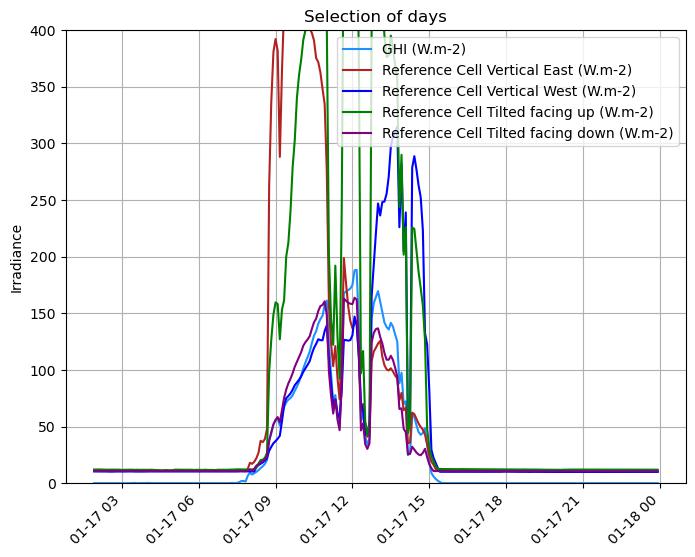 Selection of days
GHI (W.m-2)
Reference Cell Vertical East (W.m-2)
Reference Cell Vertical West (W.m-2)
Reference Cell Tilted facing up (W.m-2)
Reference Cell Tilted facing down (W.m-2)
Irradiance
400
350
300
250
200
150
100
50
0
01-17 03
01-17 06
01-17 09
01-17 12
01-17 15
01-17 18
01-17 21
01-18 00